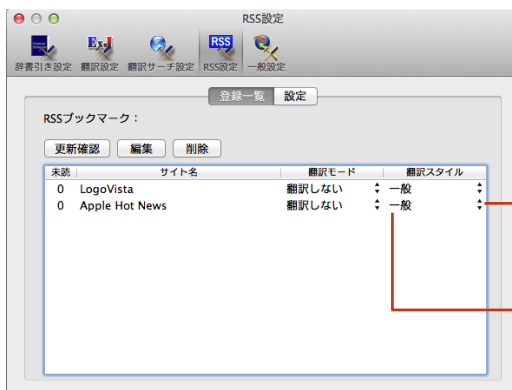 RSS設定
Ex-J
RSS
辞書引き設定 翻訳設定 翻訳サーチ設定 RSS設定 一般設定
登録一覧 設定
RSSブックマーク：
更新確認 編集 削除
未読 サイト名 翻訳モード 翻訳スタイル
0 LogoVista 翻訳しない 一般
0 Apple Hot News 翻訳しない 一般